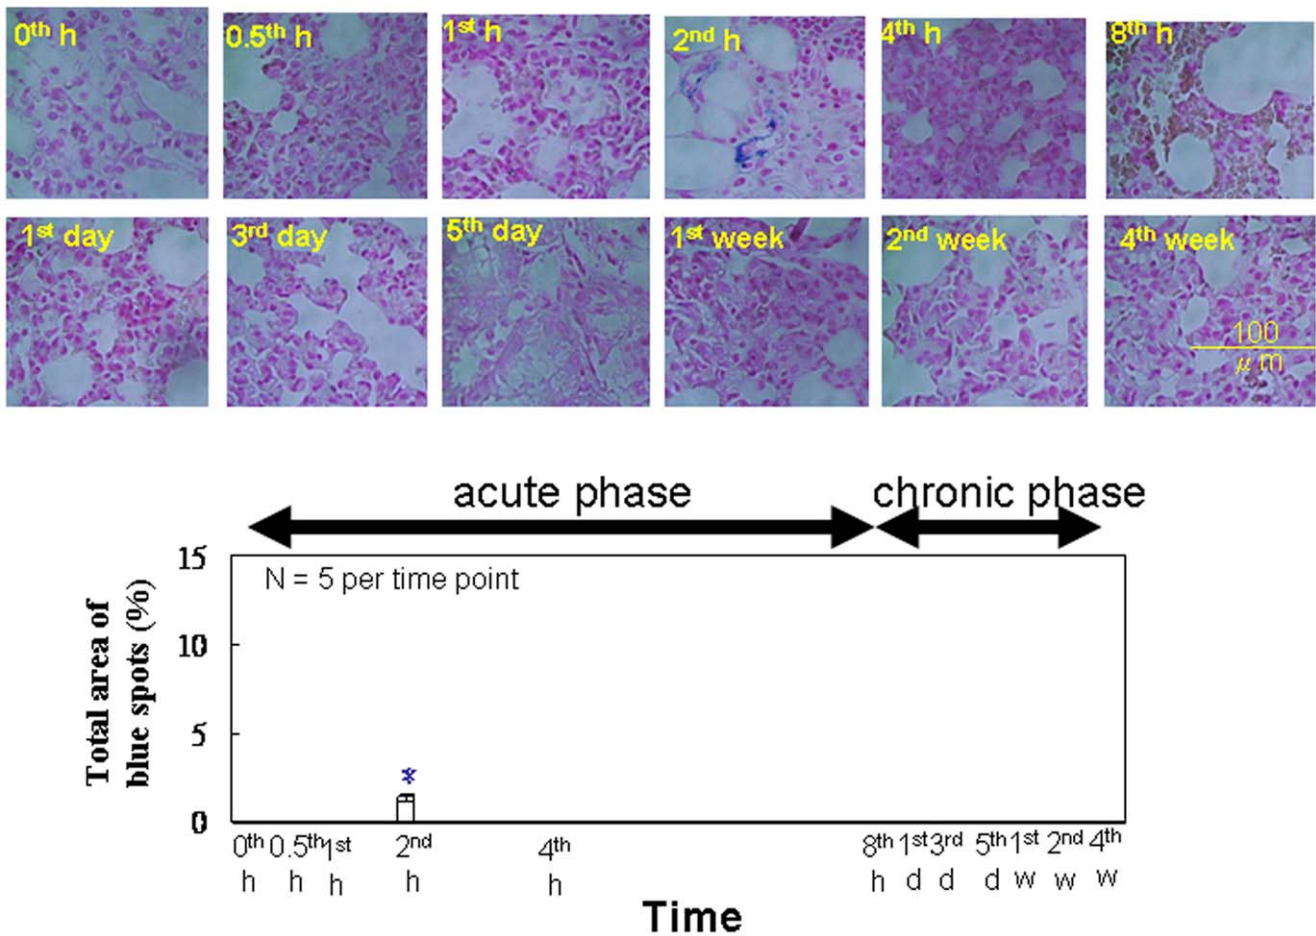 0th h 0.5th h 1st h 2nd h 4th h 8th h
1st day 3rd day 5th day 1st week 2nd week 4th week
100
μm
acute phase chronic phase
15
N = 5 per time point
10
5
0
Total area of
blue spots (%)
0th 0.5th 1st 2nd 4th 8th 1st 3rd 5th 1st 2nd 4th
h h h h h h d d d w w w
*
Time